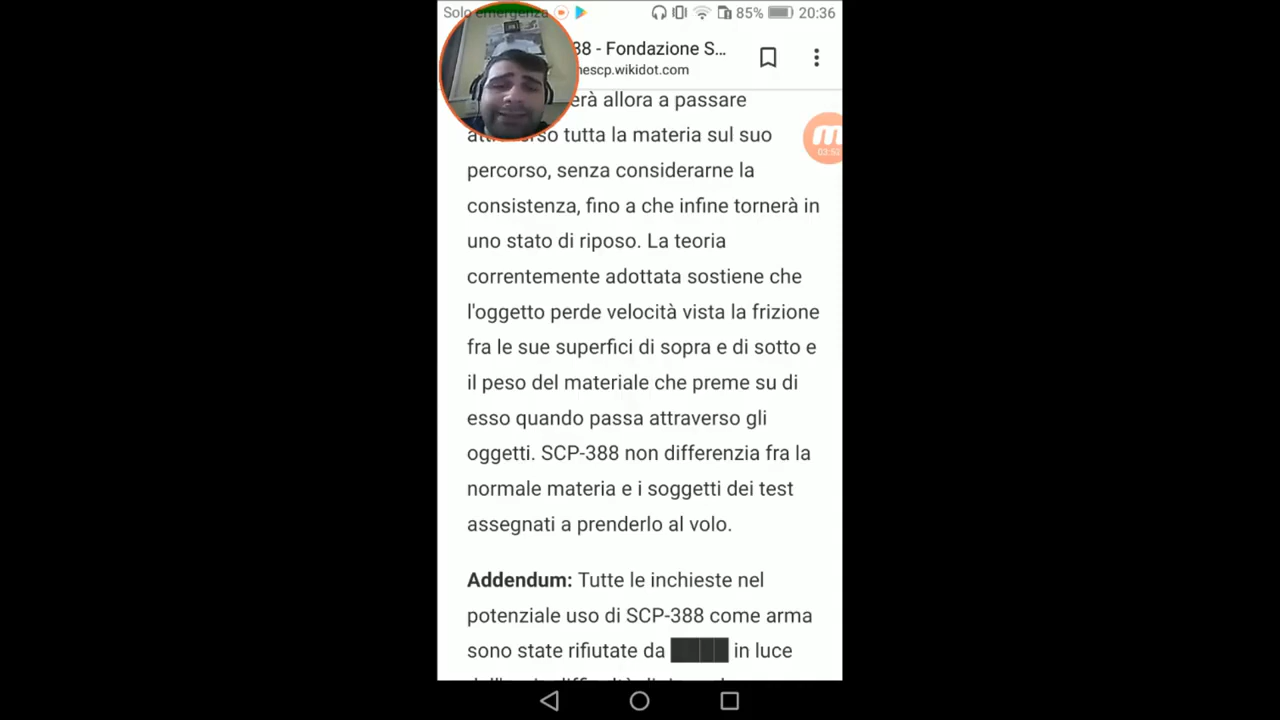 Solo emergenza 85% 20:36
38 - Fondazione S...
nescp.wikidot.com
erà allora a passare
attraverso tutta la materia sul suo
03:53
percorso, senza considerarne la
consistenza, fino a che infine tornerà in
uno stato di riposo. La teoria
correntemente adottata sostiene che
l'oggetto perde velocità vista la frizione
fra le sue superfici di sopra e di sotto e
il peso del materiale che preme su di
esso quando passa attraverso gli
oggetti. SCP-388 non differenzia fra la
normale materia e i soggetti dei test
assegnati a prenderlo al volo.
Addendum: Tutte le inchieste nel
potenziale uso di SCP-388 come arma
sono state rifiutate da ████ in luce